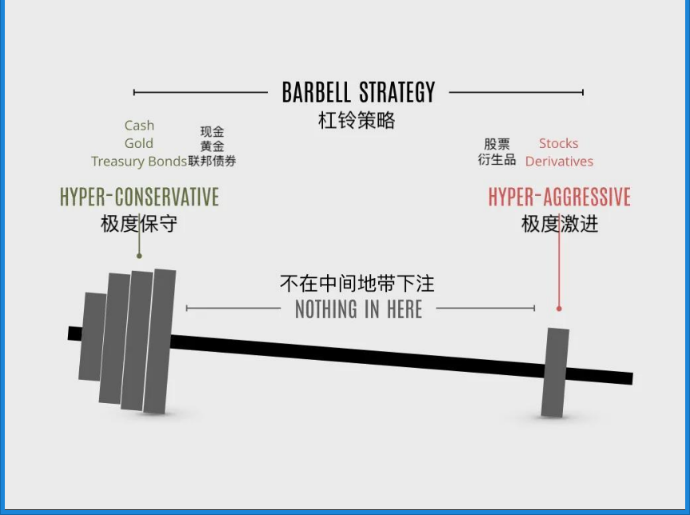 BARBELL STRATEGY
杠铃策略
Cash
Gold
Treasury Bonds
现金
黄金
联邦债券
HYPER-CONSERVATIVE
极度保守
股票
衍生品
Stocks
Derivatives
HYPER-AGGRESSIVE
极度激进
不在中间地带下注
NOTHING IN HERE